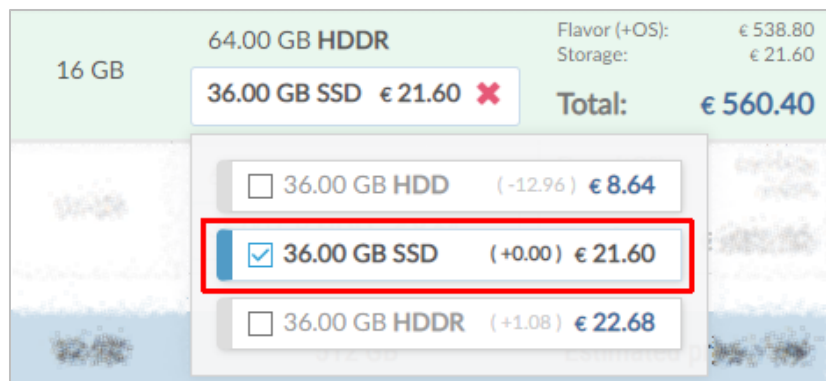 64.00 GB HDDR
Flavor (+OS): € 538.80
Storage: € 21.60
16 GB
36.00 GB SSD € 21.60
Total: € 560.40
36.00 GB HDD (-12.96) € 8.64
36.00 GB SSD (+0.00) € 21.60
36.00 GB HDDR (+1.08) € 22.68